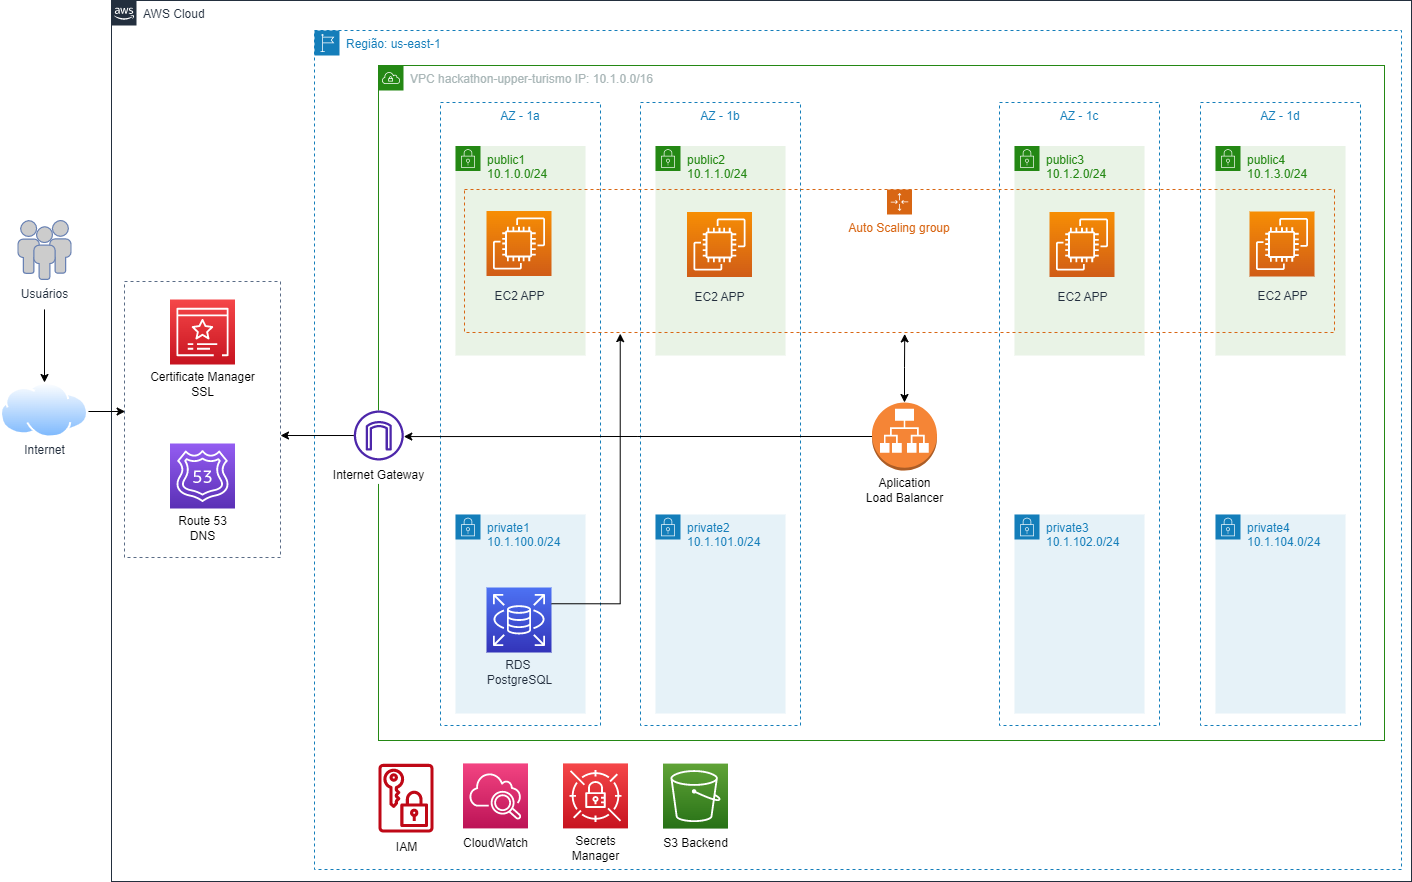 aws
AWS Cloud
Região: us-east-1
VPC hackathon-upper-turismo IP: 10.1.0.0/16
AZ - 1a
AZ - 1b
AZ - 1c
AZ - 1d
public1
10.1.0.0/24
public2
10.1.1.0/24
public3
10.1.2.0/24
public4
10.1.3.0/24
Auto Scaling group
EC2 APP
EC2 APP
EC2 APP
EC2 APP
Usuários
Internet
Certificate Manager
SSL
53
Route 53
DNS
Internet Gateway
Aplication
Load Balancer
private1
10.1.100.0/24
private2
10.1.101.0/24
private3
10.1.102.0/24
private4
10.1.104.0/24
RDS
PostgreSQL
IAM
CloudWatch
Secrets
Manager
S3 Backend